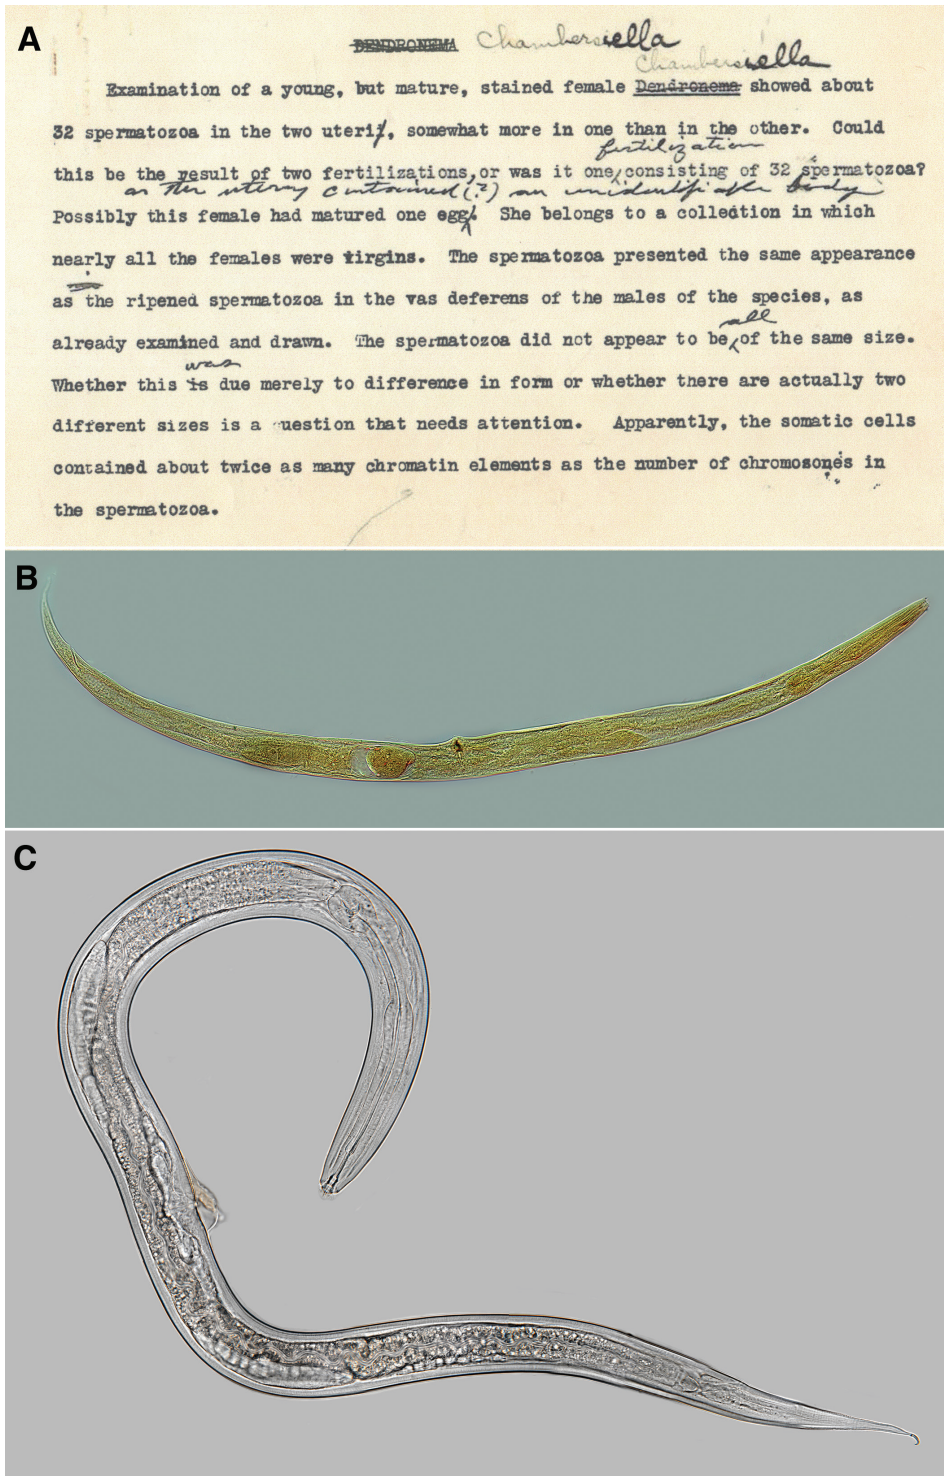 A
DENDRONEMA Chambersiella
Chambersiella
Examination of a young, but mature, stained female Dendronema showed about
32 spermatozoa in the two uteri, somewhat more in one than in the other. Could
fertilization
this be the result of two fertilizations, or was it one consisting of 32 spermatozoa?
as the uterus contained (?) an unidentifiable body
Possibly this female had matured one egg. She belongs to a collection in which
nearly all the females were virgins. The spermatozoa presented the same appearance
as the ripened spermatozoa in the vas deferens of the males of the species, as
all
already examined and drawn. The spermatozoa did not appear to be of the same size.
was
Whether this is due merely to difference in form or whether there are actually two
different sizes is a uestion that needs attention. Apparently, the somatic cells
contained about twice as many chromatin elements as the number of chromosones in
the spermatozoa.
B
C